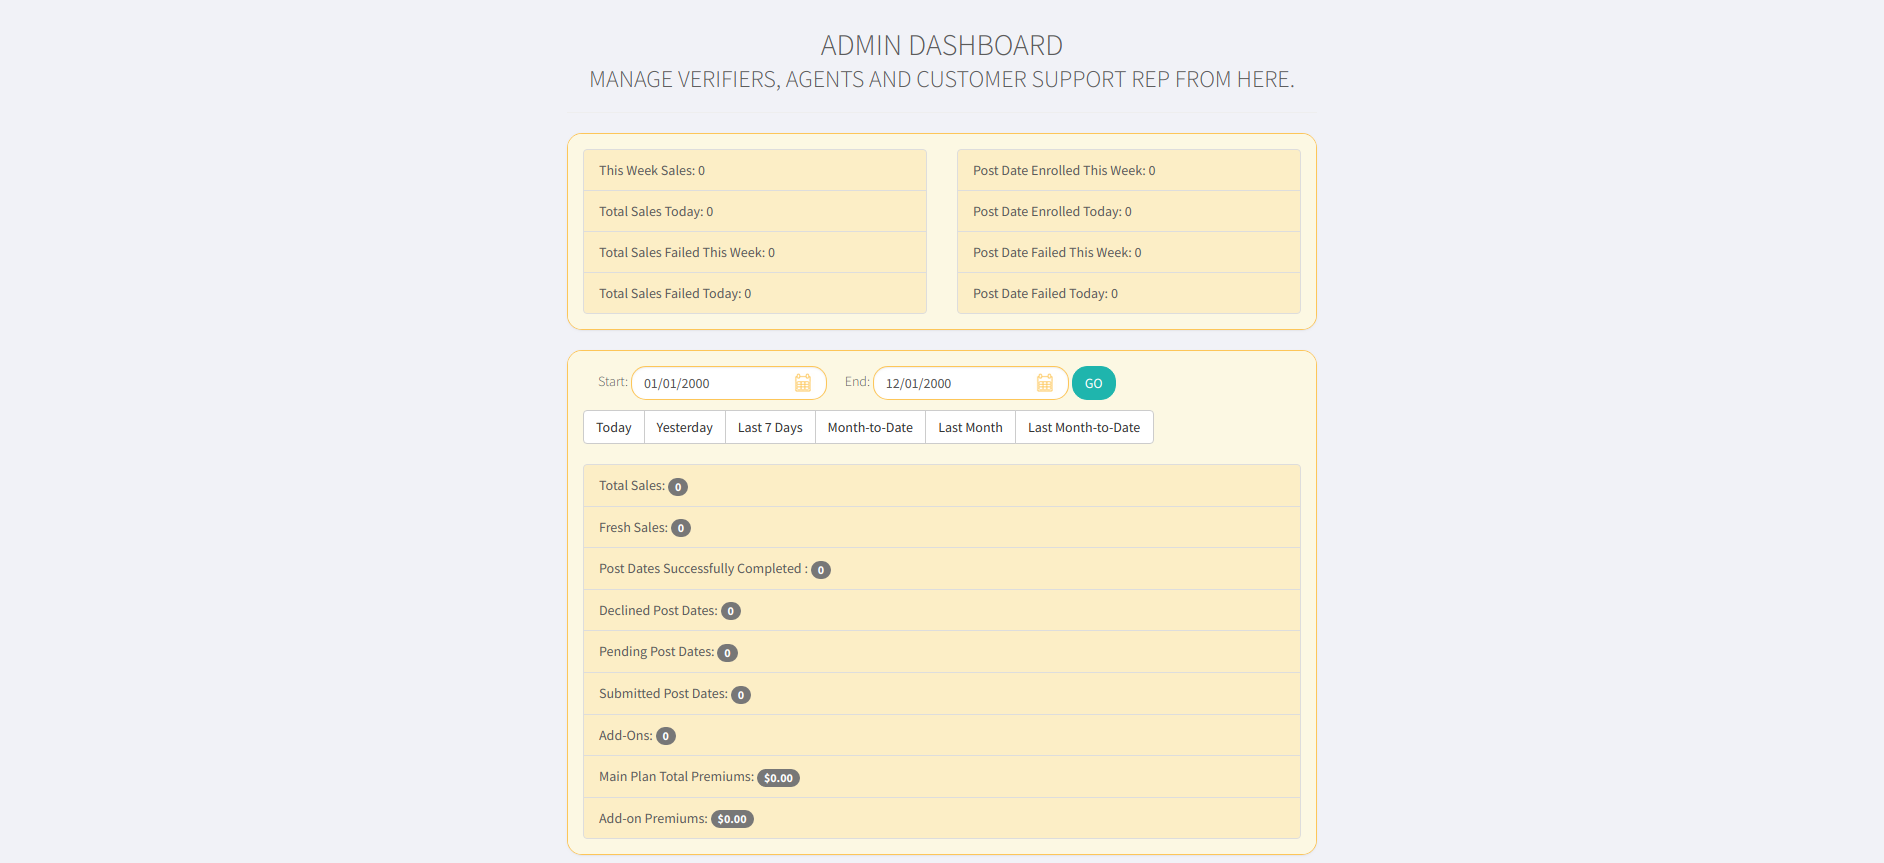 ADMIN DASHBOARD
MANAGE VERIFIERS, AGENTS AND CUSTOMER SUPPORT REP FROM HERE.
This Week Sales: 0
Total Sales Today: 0
Total Sales Failed This Week: 0
Total Sales Failed Today: 0
Post Date Enrolled This Week: 0
Post Date Enrolled Today: 0
Post Date Failed This Week: 0
Post Date Failed Today: 0
Start: 01/01/2000 End: 12/01/2000 GO
Today Yesterday Last 7 Days Month-to-Date Last Month Last Month-to-Date
Total Sales: 0
Fresh Sales: 0
Post Dates Successfully Completed : 0
Declined Post Dates: 0
Pending Post Dates: 0
Submitted Post Dates: 0
Add-Ons: 0
Main Plan Total Premiums: $0.00
Add-on Premiums: $0.00